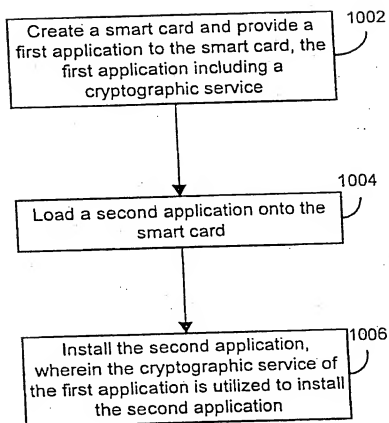 1002
Create a smart card and provide a
first application to the smart card, the
first application including a
cryptographic service
1004
Load a second application onto the
smart card
1006
Install the second application,
wherein the cryptographic service of
the first application is utilized to install
the second application